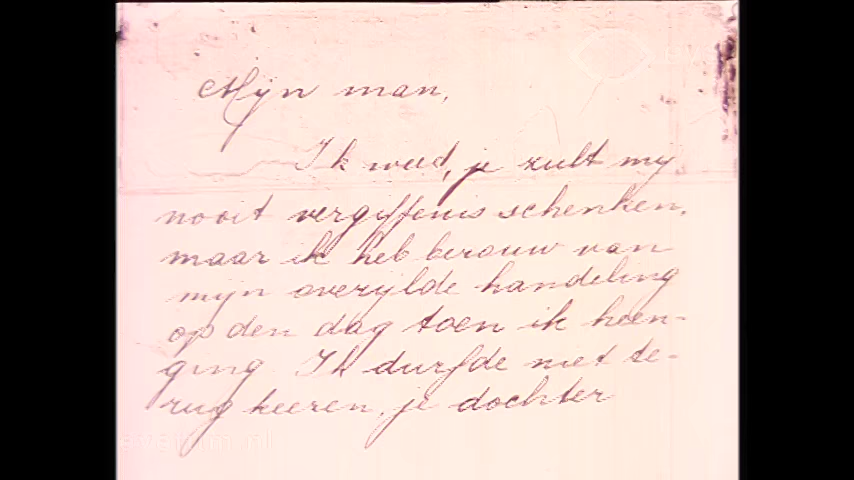 Mijn man,
Ik weet, je zult mij
nooit vergiffenis schenken,
maar ik heb berouw van
mijn overijlde handeling
op den dag toen ik heen-
ging. Ik durfde niet te-
rug keeren, je dochter